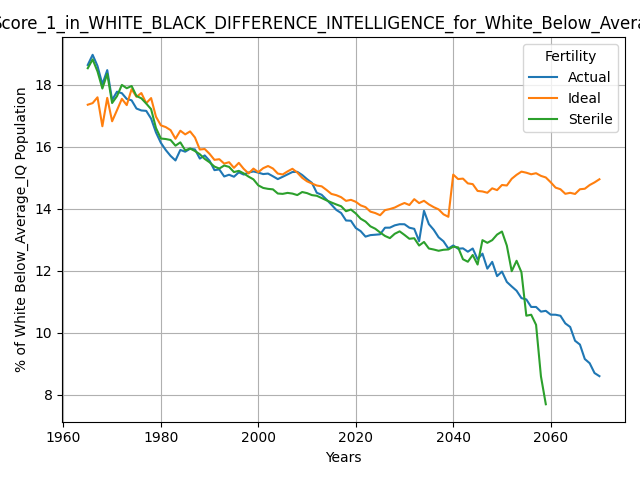 Score_1_in_WHITE_BLACK_DIFFERENCE_INTELLIGENCE_for_White_Below_Avera
Fertility
Actual
Ideal
Sterile
% of White Below_Average_IQ Population
18
16
14
12
10
8
1960 1980 2000 2020 2040 2060
Years